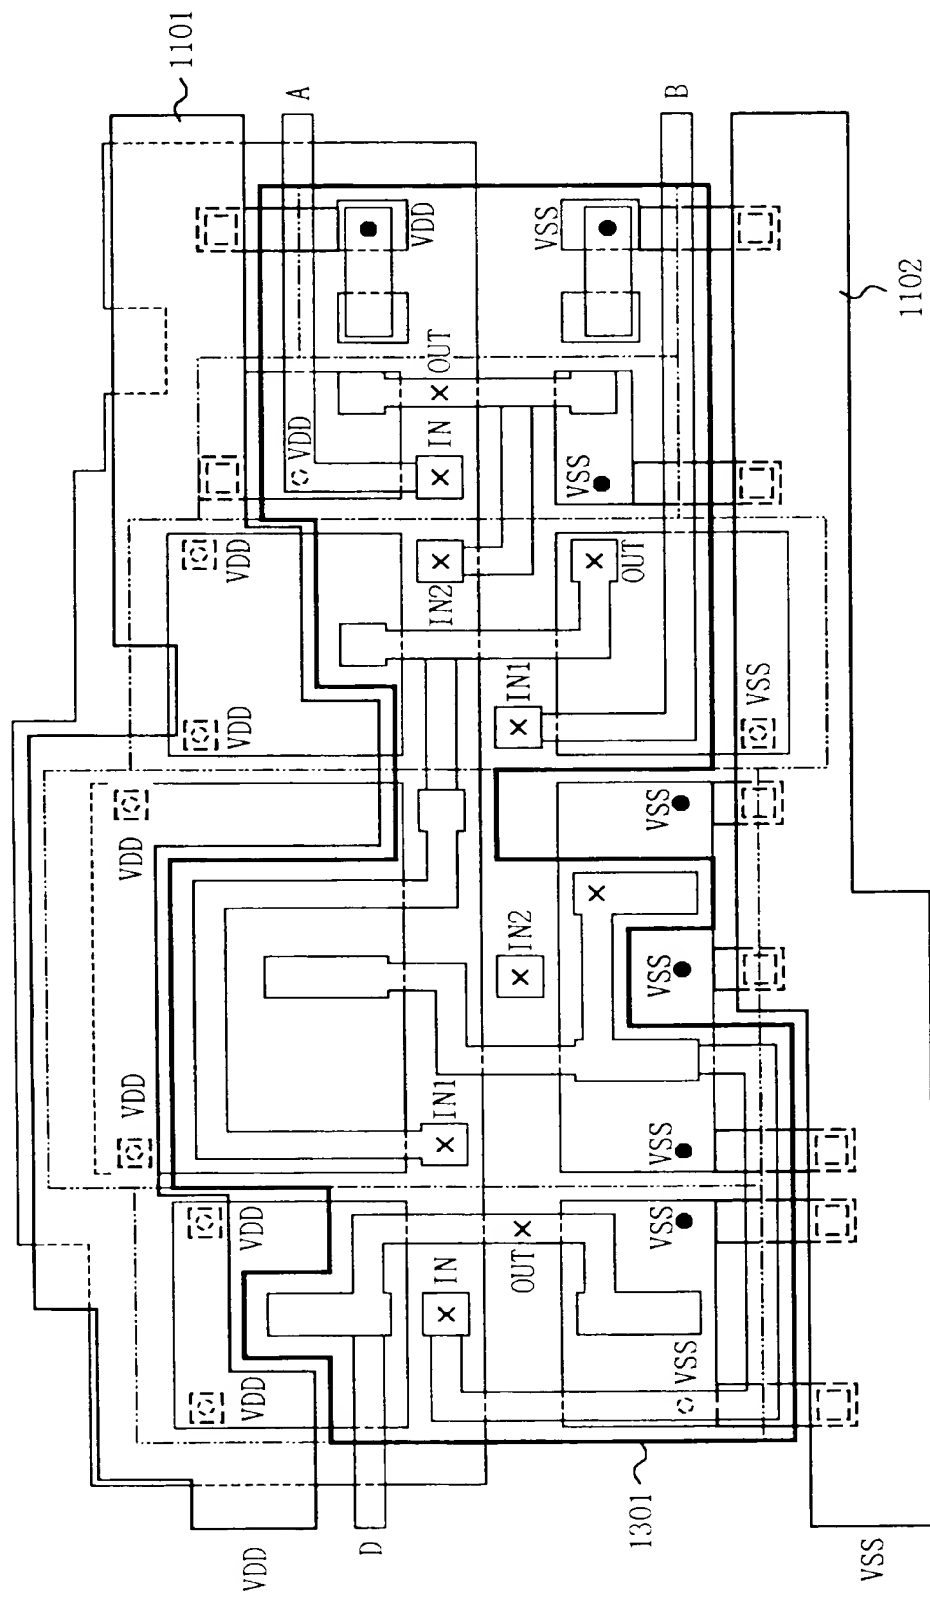 1101
VDD
VDD
VDD
VDD
VDD
VDD
VDD
VDD
A
D
VDD
IN
IN1
IN2
IN
OUT
OUT
IN2
IN1
VSS
VSS
OUT
1301
VSS
VSS
VSS
VSS
VSS
B
VSS
VSS
1102